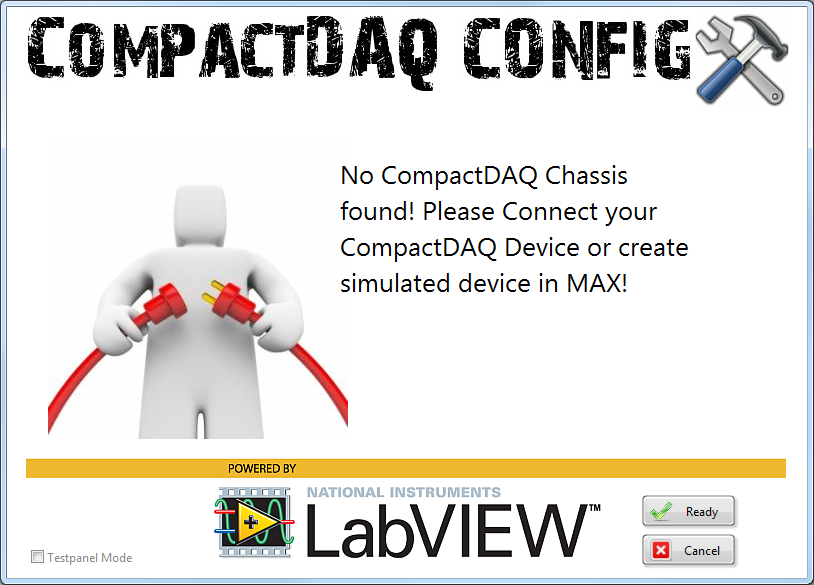 COMPACTDAQ CONFIG
No CompactDAQ Chassis
found! Please Connect your
CompactDAQ Device or create
simulated device in MAX!
POWERED BY
NATIONAL INSTRUMENTS
LabVIEW™
Ready
Cancel
Testpanel Mode